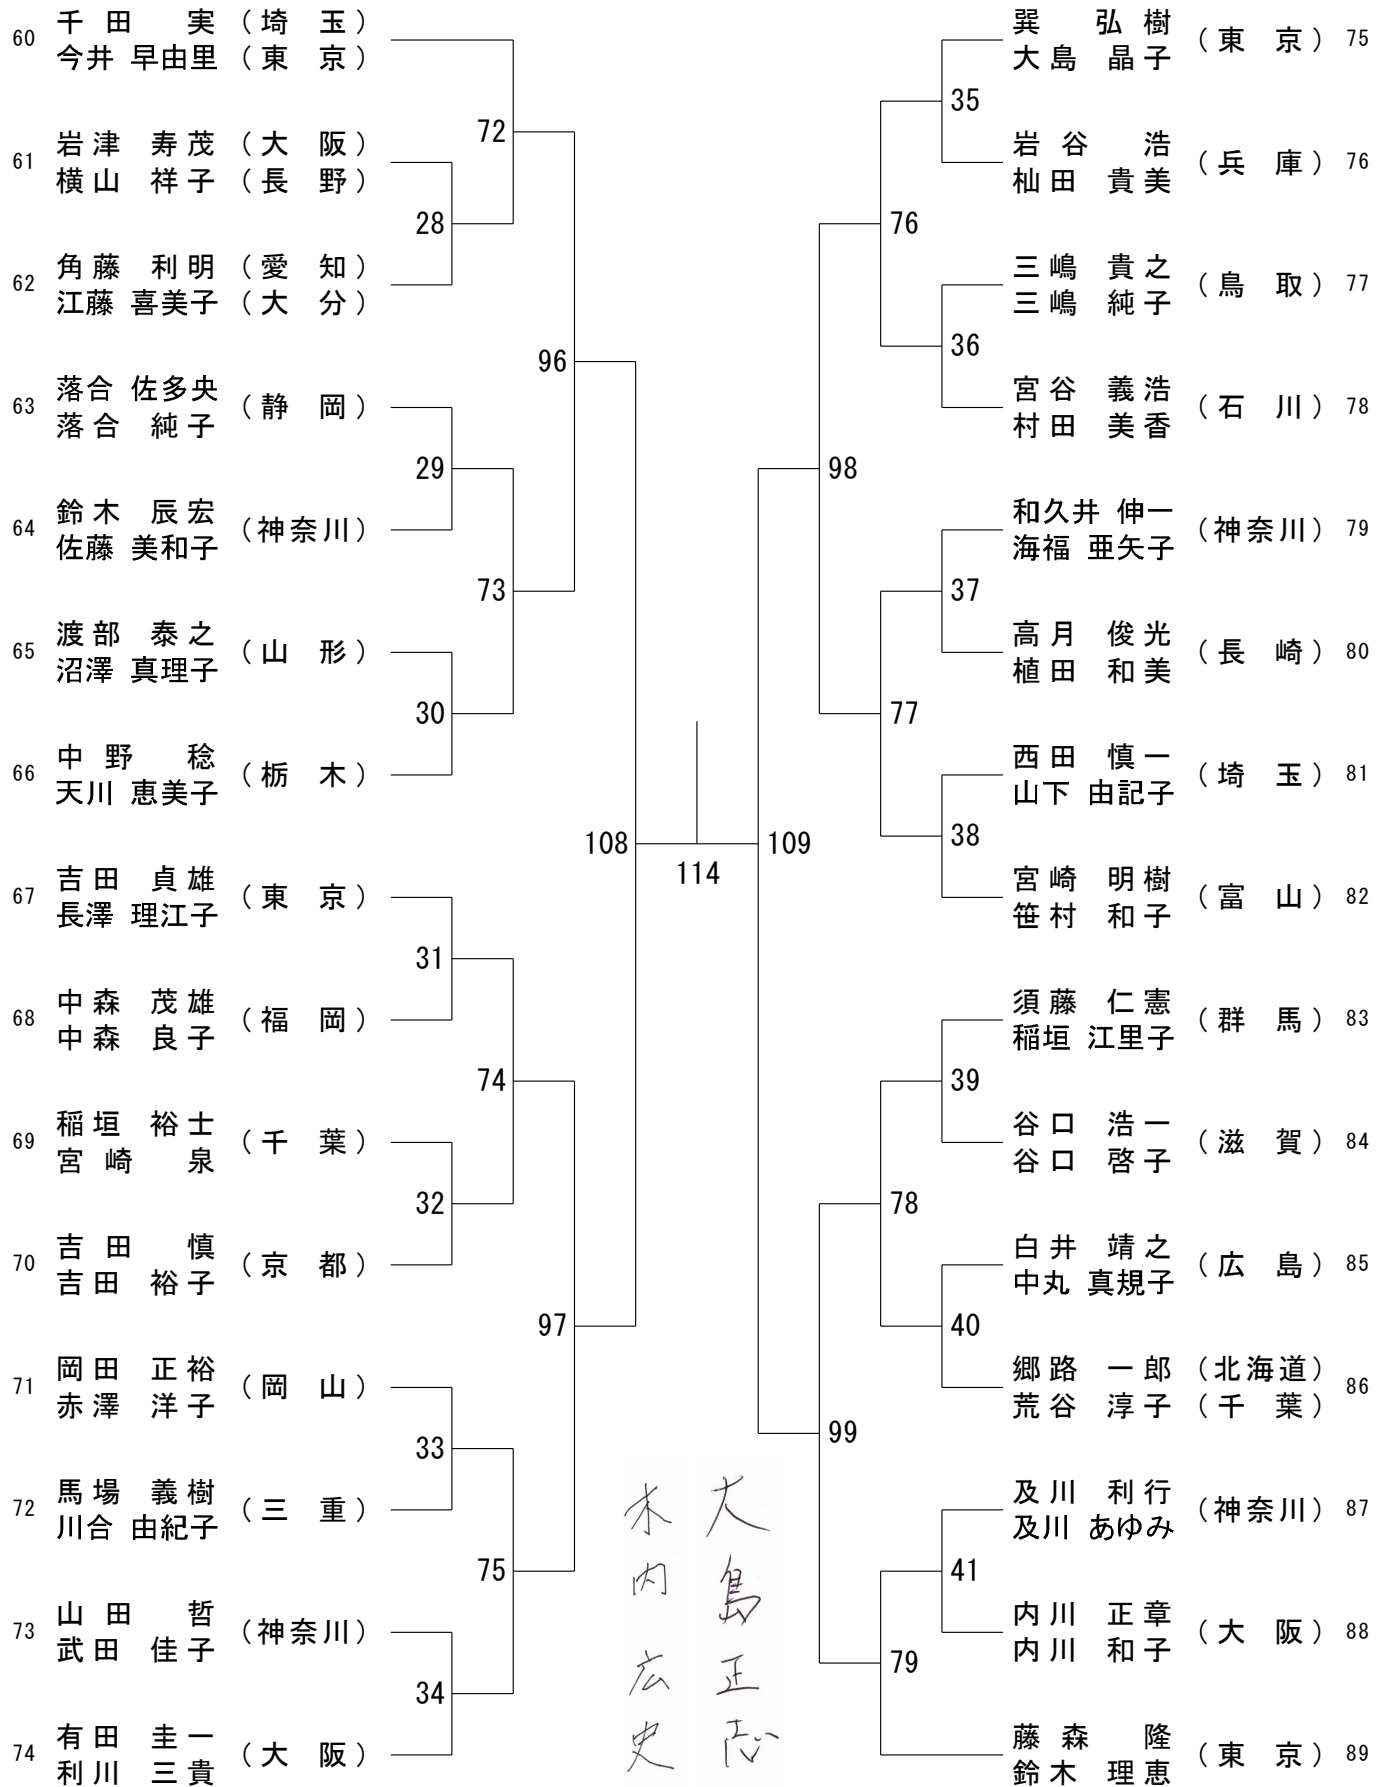 60 千田 実 (埼玉)
今井 早由里 (東京)
61 岩津 寿茂 (大阪)
横山 祥子 (長野)
62 角藤 利明 (愛知)
江藤 喜美子 (大分)
63 落合 佐多央 (静岡)
落合 純子
64 鈴木 辰宏 (神奈川)
佐藤 美和子
65 渡部 泰之 (山形)
沼澤 真理子
66 中野 稔 (栃木)
天川 恵美子
67 吉田 貞雄 (東京)
長澤 理江子
68 中森 茂雄 (福岡)
中森 良子
69 稲垣 裕士 (千葉)
宮崎 泉
70 吉田 慎 (京都)
吉田 裕子
71 岡田 正裕 (岡山)
赤澤 洋子
72 馬場 義樹 (三重)
川合 由紀子
73 山田 哲 (神奈川)
武田 佳子
74 有田 圭一 (大阪)
利川 三貴
72
28
96
29
73
30
108
31
74
32
97
33
75
34
114
109
98
35
76
36
37
77
38
39
78
40
99
41
79
巽 弘樹 (東京) 75
大島 晶子
岩谷 浩 (兵庫) 76
杣田 貴美
三嶋 貴之 (鳥取) 77
三嶋 純子
宮谷 義浩 (石川) 78
村田 美香
和久井 伸一 (神奈川) 79
海福 亜矢子
高月 俊光 (長崎) 80
植田 和美
西田 慎一 (埼玉) 81
山下 由記子
宮崎 明樹 (富山) 82
笹村 和子
須藤 仁憲 (群馬) 83
稲垣 江里子
谷口 浩一 (滋賀) 84
谷口 啓子
白井 靖之 (広島) 85
中丸 真規子
郷路 一郎 (北海道) 86
荒谷 淳子 (千葉)
及川 利行 (神奈川) 87
及川 あゆみ
内川 正章 (大阪) 88
内川 和子
藤森 隆 (東京) 89
鈴木 理恵
大島正志
木内広史